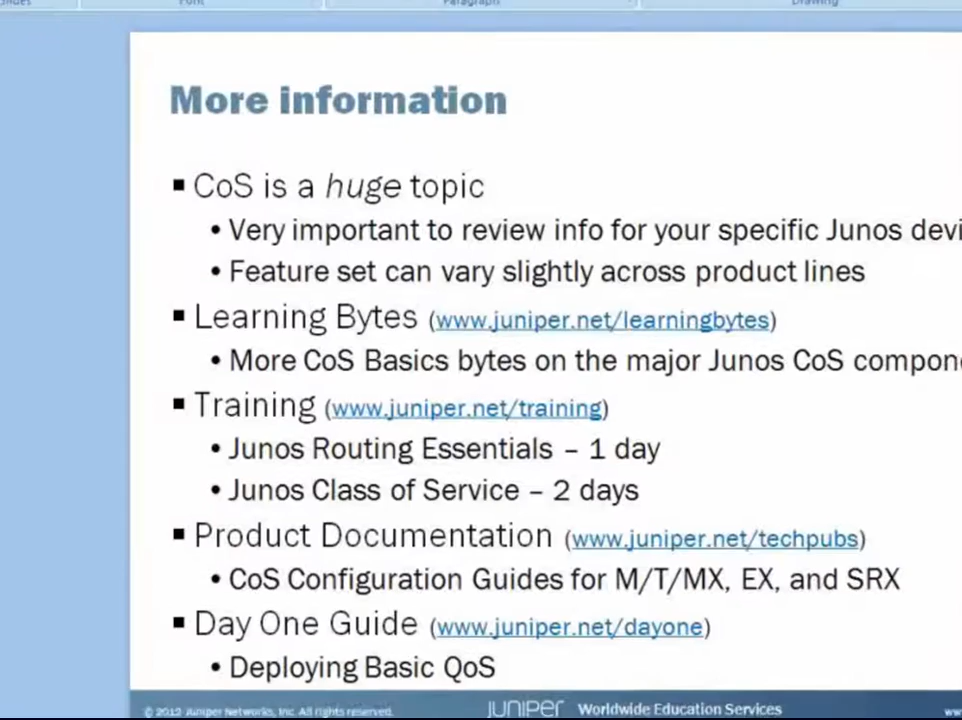 Font
Paragraph
Drawing
More information
▪ CoS is a huge topic
• Very important to review info for your specific Junos devi
• Feature set can vary slightly across product lines
▪ Learning Bytes (www.juniper.net/learningbytes)
• More CoS Basics bytes on the major Junos CoS compon
▪ Training (www.juniper.net/training)
• Junos Routing Essentials – 1 day
• Junos Class of Service – 2 days
▪ Product Documentation (www.juniper.net/techpubs)
• CoS Configuration Guides for M/T/MX, EX, and SRX
▪ Day One Guide (www.juniper.net/dayone)
• Deploying Basic QoS
© 2012 Juniper Networks, Inc. All rights reserved. JUNIPER Worldwide Education Services ww